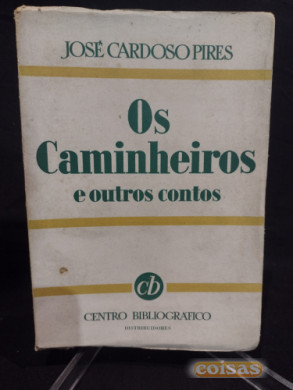 JOSÉ CARDOSO PIRES
Os
Caminheiros
e outros contos
cb
CENTRO BIBLIOGRÁFICO
coisas